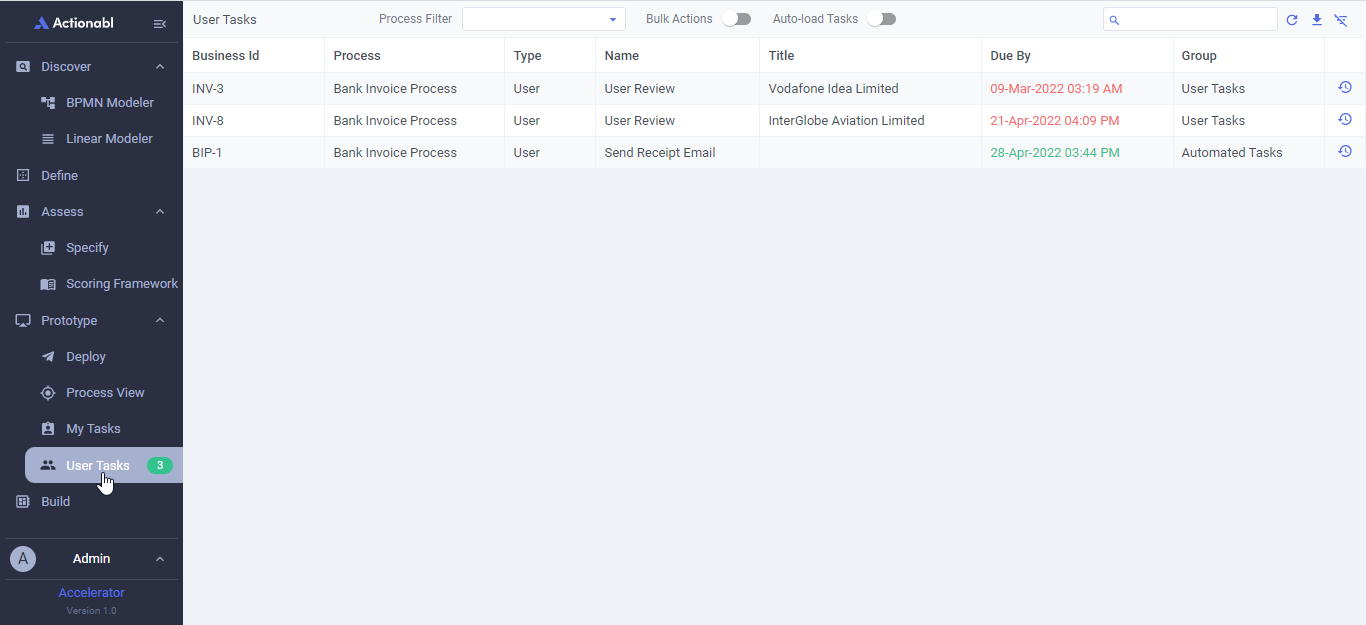 Actionabl
Discover
BPMN Modeler
Linear Modeler
Define
Assess
Specify
Scoring Framework
Prototype
Deploy
Process View
My Tasks
User Tasks 3
Build
A Admin
Accelerator
Version 1.0
User Tasks Process Filter Bulk Actions Auto-load Tasks
Business Id Process Type Name Title Due By Group
INV-3 Bank Invoice Process User User Review Vodafone Idea Limited 09-Mar-2022 03:19 AM User Tasks
INV-8 Bank Invoice Process User User Review InterGlobe Aviation Limited 21-Apr-2022 04:09 PM User Tasks
BIP-1 Bank Invoice Process User Send Receipt Email 28-Apr-2022 03:44 PM Automated Tasks